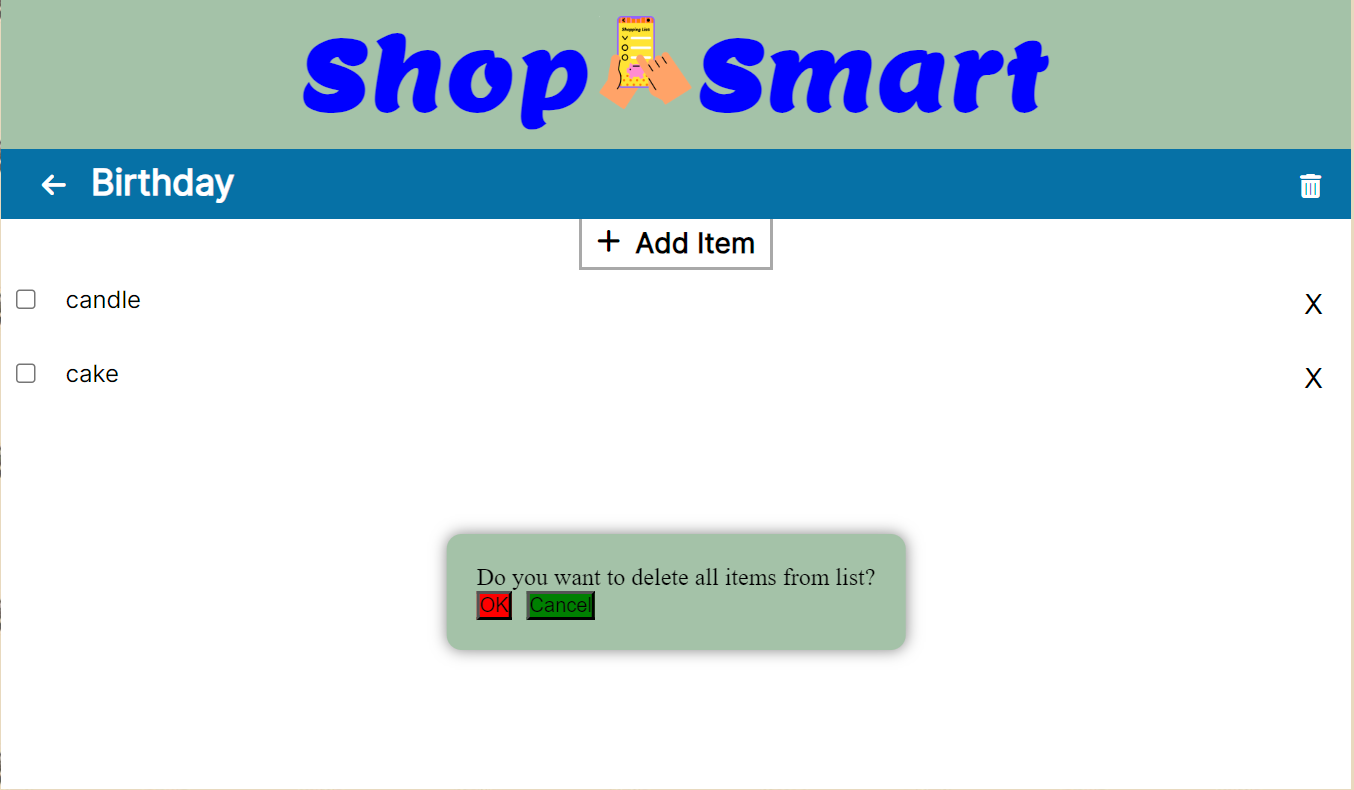 Shop Smart
Shopping List
Birthday
+ Add Item
candle X
cake X
Do you want to delete all items from list?
OK Cancel